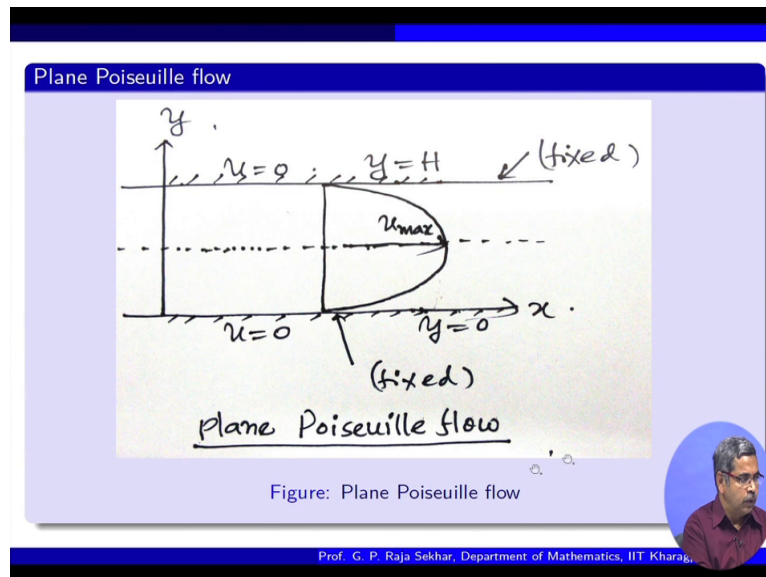 Plane Poiseuille flow
y
u=0 y=H (fixed)
umax
x
u=0 y=0
(fixed)
plane Poiseuille flow
Figure: Plane Poiseuille flow
Prof. G. P. Raja Sekhar, Department of Mathematics, IIT Kharag